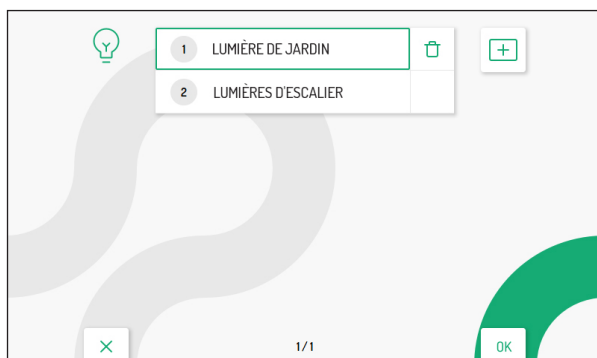 1 LUMIÈRE DE JARDIN
2 LUMIÈRES D'ESCALIER
1/1
OK